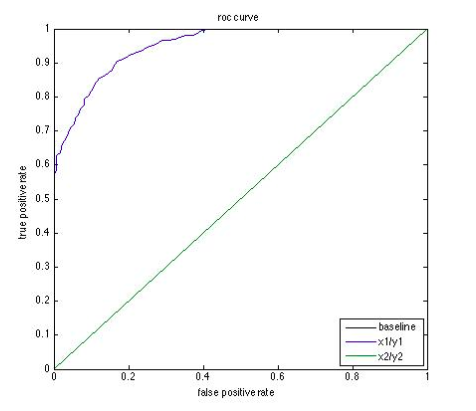 roc curve
1
0.9
0.8
0.7
0.6
0.5
0.4
0.3
0.2
0.1
0
true positive rate
0 0.2 0.4 0.6 0.8 1
false positive rate
baseline
x1/y1
x2/y2